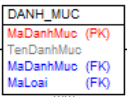 DANH_MUC
MaDanhMuc (PK)
TenDanhMuc
MaDanhMuc (FK)
MaLoai (FK)